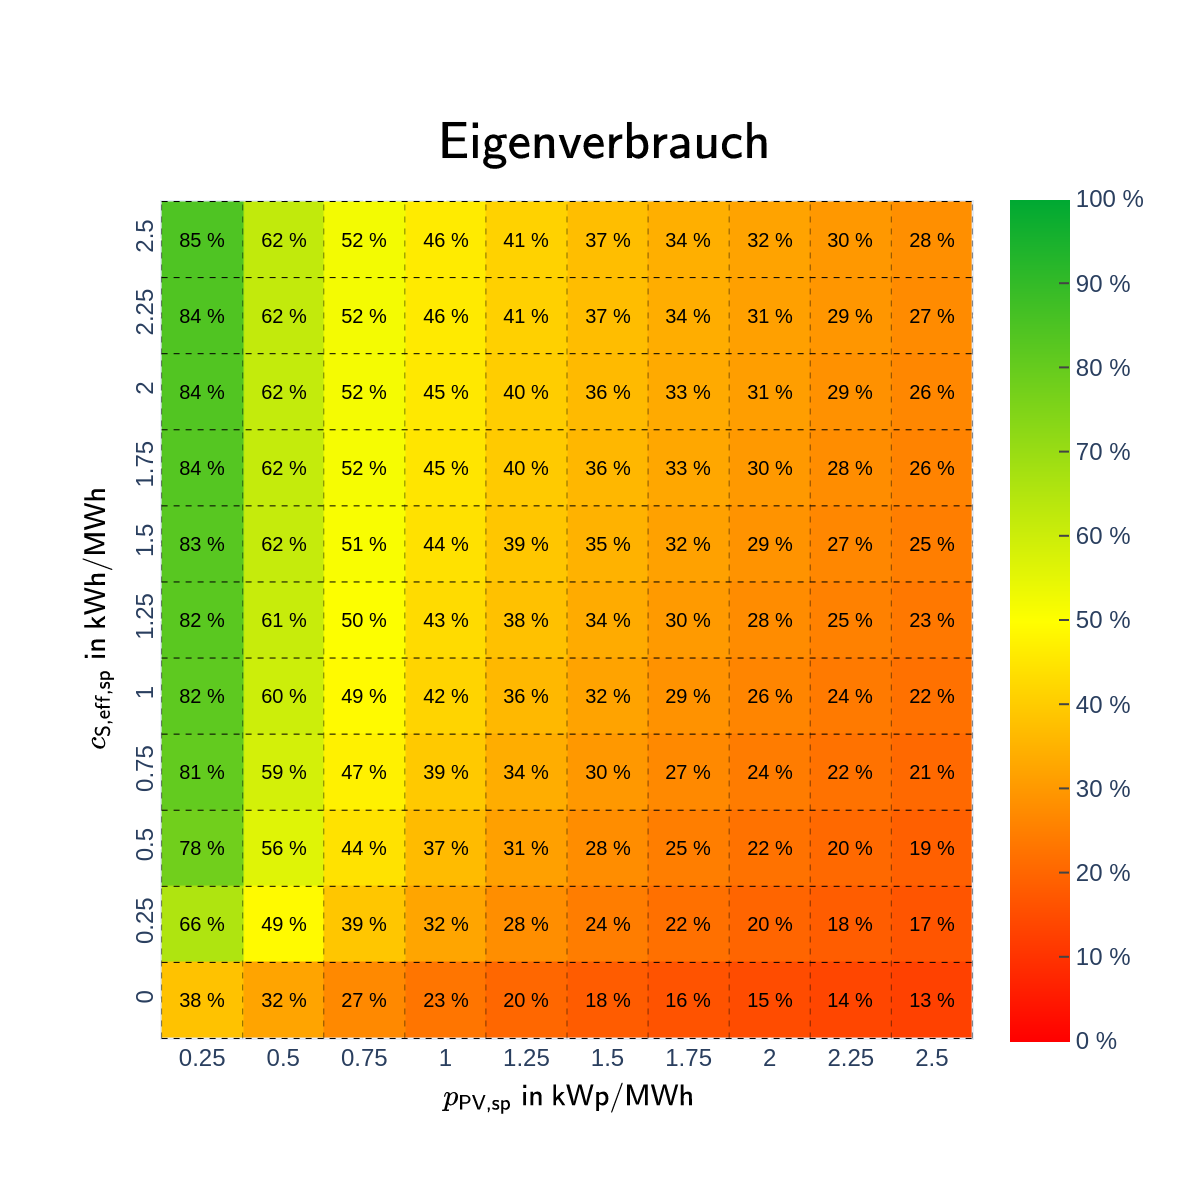 Eigenverbrauch
2.5 85 % 62 % 52 % 46 % 41 % 37 % 34 % 32 % 30 % 28 %
2.25 84 % 62 % 52 % 46 % 41 % 37 % 34 % 31 % 29 % 27 %
2 84 % 62 % 52 % 45 % 40 % 36 % 33 % 31 % 29 % 26 %
1.75 84 % 62 % 52 % 45 % 40 % 36 % 33 % 30 % 28 % 26 %
1.5 83 % 62 % 51 % 44 % 39 % 35 % 32 % 29 % 27 % 25 %
1.25 82 % 61 % 50 % 43 % 38 % 34 % 30 % 28 % 25 % 23 %
1 82 % 60 % 49 % 42 % 36 % 32 % 29 % 26 % 24 % 22 %
0.75 81 % 59 % 47 % 39 % 34 % 30 % 27 % 24 % 22 % 21 %
0.5 78 % 56 % 44 % 37 % 31 % 28 % 25 % 22 % 20 % 19 %
0.25 66 % 49 % 39 % 32 % 28 % 24 % 22 % 20 % 18 % 17 %
0 38 % 32 % 27 % 23 % 20 % 18 % 16 % 15 % 14 % 13 %
0.25 0.5 0.75 1 1.25 1.5 1.75 2 2.25 2.5
p PV,sp in kWp/MWh
c S,eff,sp in kWh/MWh
100 %
90 %
80 %
70 %
60 %
50 %
40 %
30 %
20 %
10 %
0 %